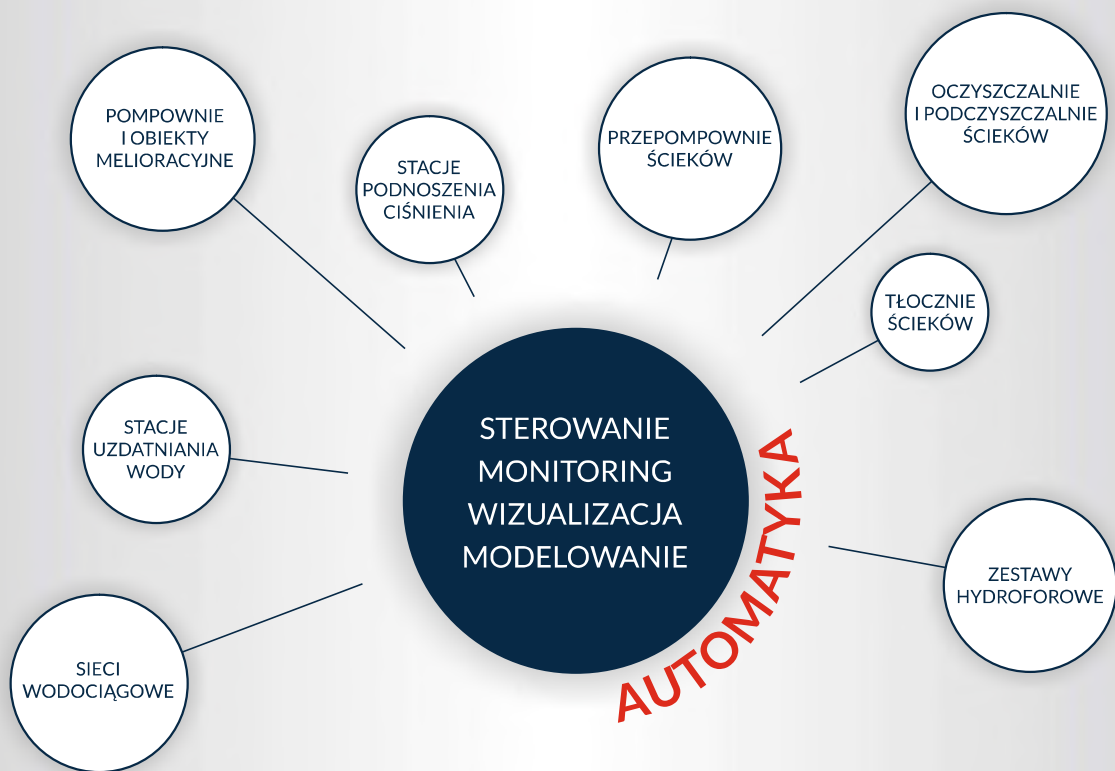 POMPOWNIE
I OBIEKTY
MELIORACYJNE
STACJE
PODNOSZENIA
CIŚNIENIA
PRZEPOMPOWNIE
ŚCIEKÓW
OCZYSZCZALNIE
I PODCZYSZCZALNIE
ŚCIEKÓW
TŁOCZNIE
ŚCIEKÓW
STACJE
UZDATNIANIA
WODY
STEROWANIE
MONITORING
WIZUALIZACJA
MODELOWANIE
AUTOMATYKA
ZESTAWY
HYDROFOROWE
SIECI
WODOCIĄGOWE